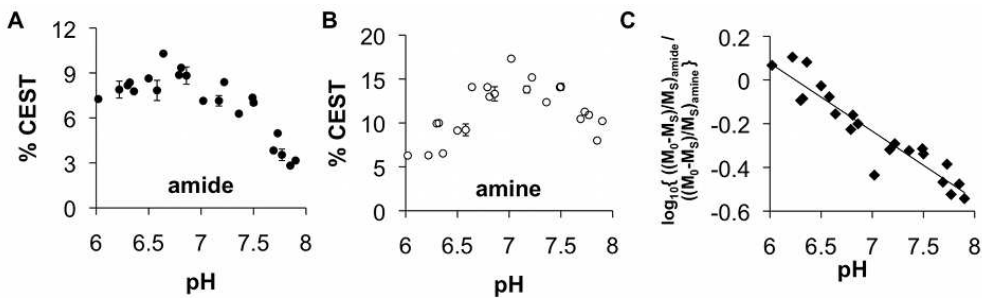 A
% CEST
12
9
6
3
0
amide
6 6.5 7 7.5 8
pH
B
% CEST
20
15
10
5
0
amine
6 6.5 7 7.5 8
pH
C
log10{ ((M0-MS)/MS)amide /
((M0-MS)/MS)amine }
0.2
0
-0.2
-0.4
-0.6
6 6.5 7 7.5 8
pH